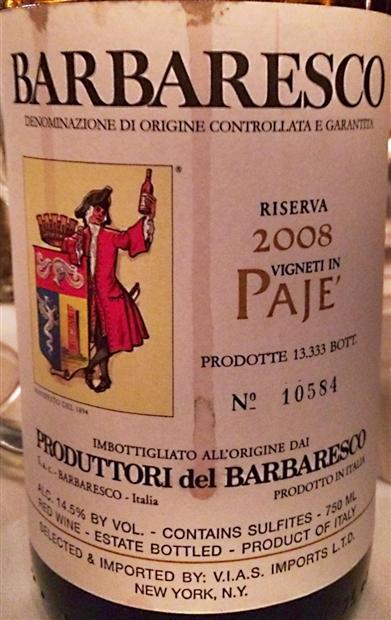 BARBARESCO
DENOMINAZIONE DI ORIGINE CONTROLLATA E GARANTITA
®
RISERVA
2008
VIGNETI IN
PAJE'
PRODOTTE 13.333 BOTT.
Nº 10584
DEL 1894
IMBOTTIGLIATO ALL'ORIGINE DAI
PRODUTTORI del BARBARESCO
s.a.c. - BARBARESCO - Italia
PRODOTTO IN ITALIA
ALC. 14.5% BY VOL. - CONTAINS SULFITES - 750 ML
RED WINE - ESTATE BOTTLED - PRODUCT OF ITALY
SELECTED & IMPORTED BY: V.I.A.S. IMPORTS L.T.D.
NEW YORK, N.Y.